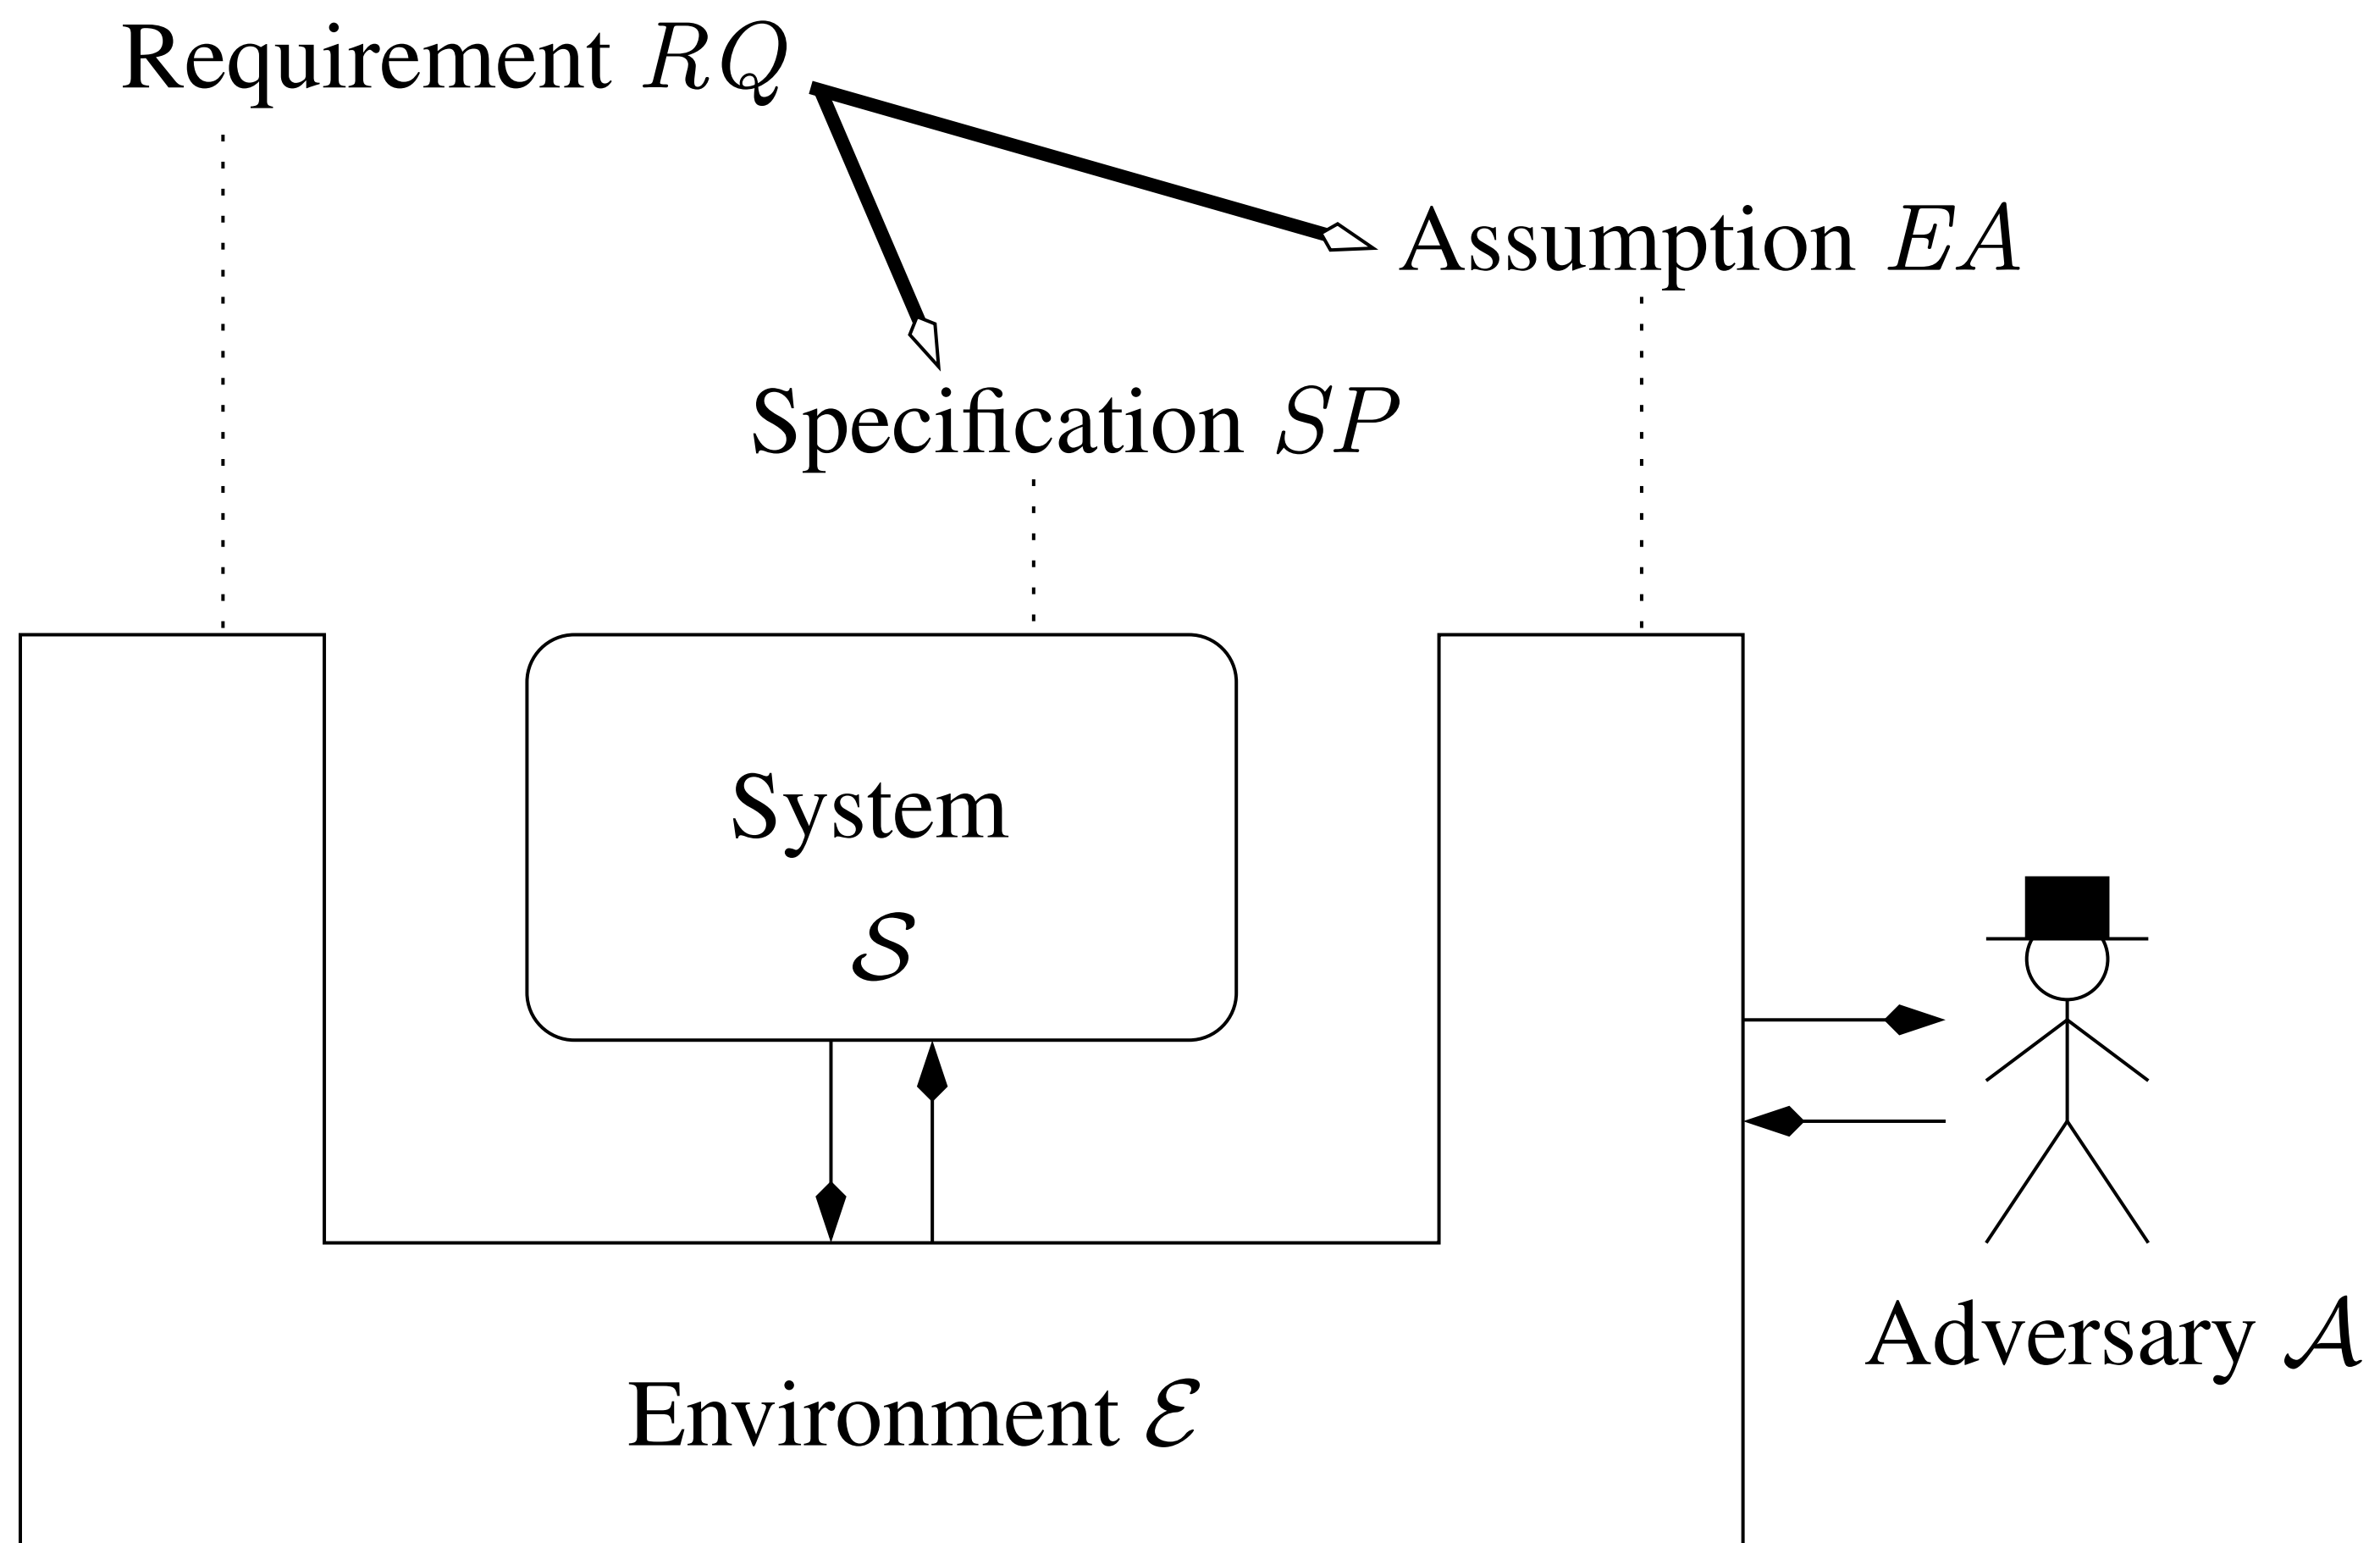 Requirement RQ
Assumption EA
Specification SP
System
𝒮
Adversary 𝒜
Environment ℰ